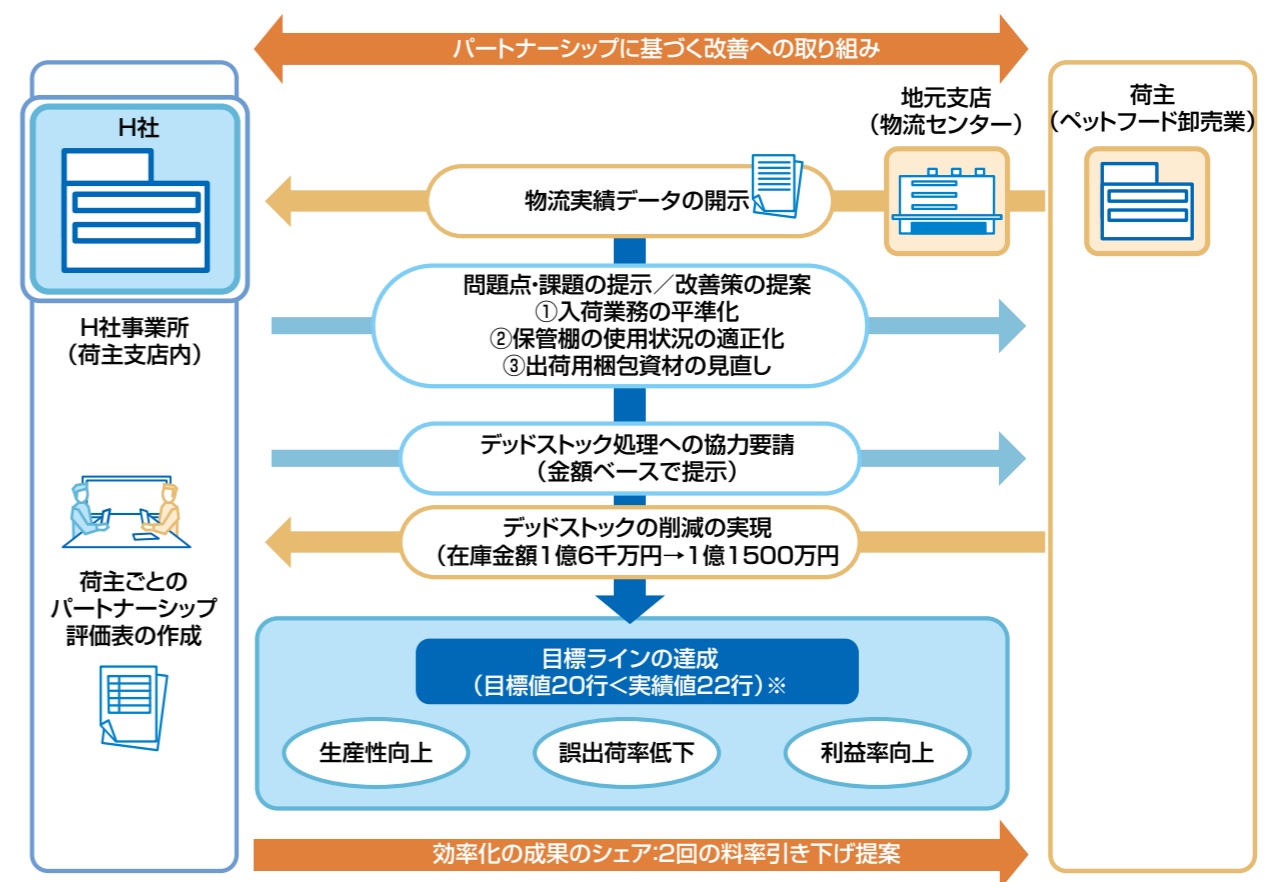 パートナーシップに基づく改善への取り組み
H社
地元支店
（物流センター）
荷主
（ペットフード卸売業）
物流実績データの開示
問題点・課題の提示／改善策の提案
①入荷業務の平準化
②保管棚の使用状況の適正化
③出荷用梱包資材の見直し
H社事業所
（荷主支店内）
デッドストック処理への協力要請
（金額ベースで提示）
デッドストックの削減の実現
（在庫金額1億6千万円→1億1500万円
荷主ごとの
パートナーシップ
評価表の作成
目標ラインの達成
（目標値20行＜実績値22行）※
生産性向上
誤出荷率低下
利益率向上
効率化の成果のシェア：2回の料率引き下げ提案